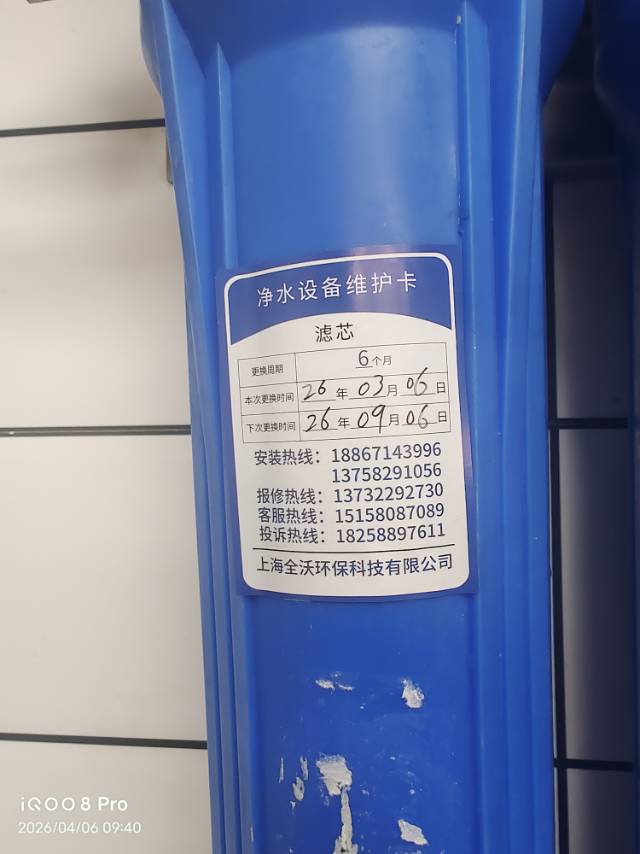 净水设备维护卡
滤芯
更换周期 6个月
本次更换时间 26年03月06日
下次更换时间 26年09月06日
安装热线：18867143996
13758291056
报修热线：13732292730
客服热线：15158087089
投诉热线：18258897611
上海全沃环保科技有限公司
iQOO 8 Pro
2026/04/06 09:40